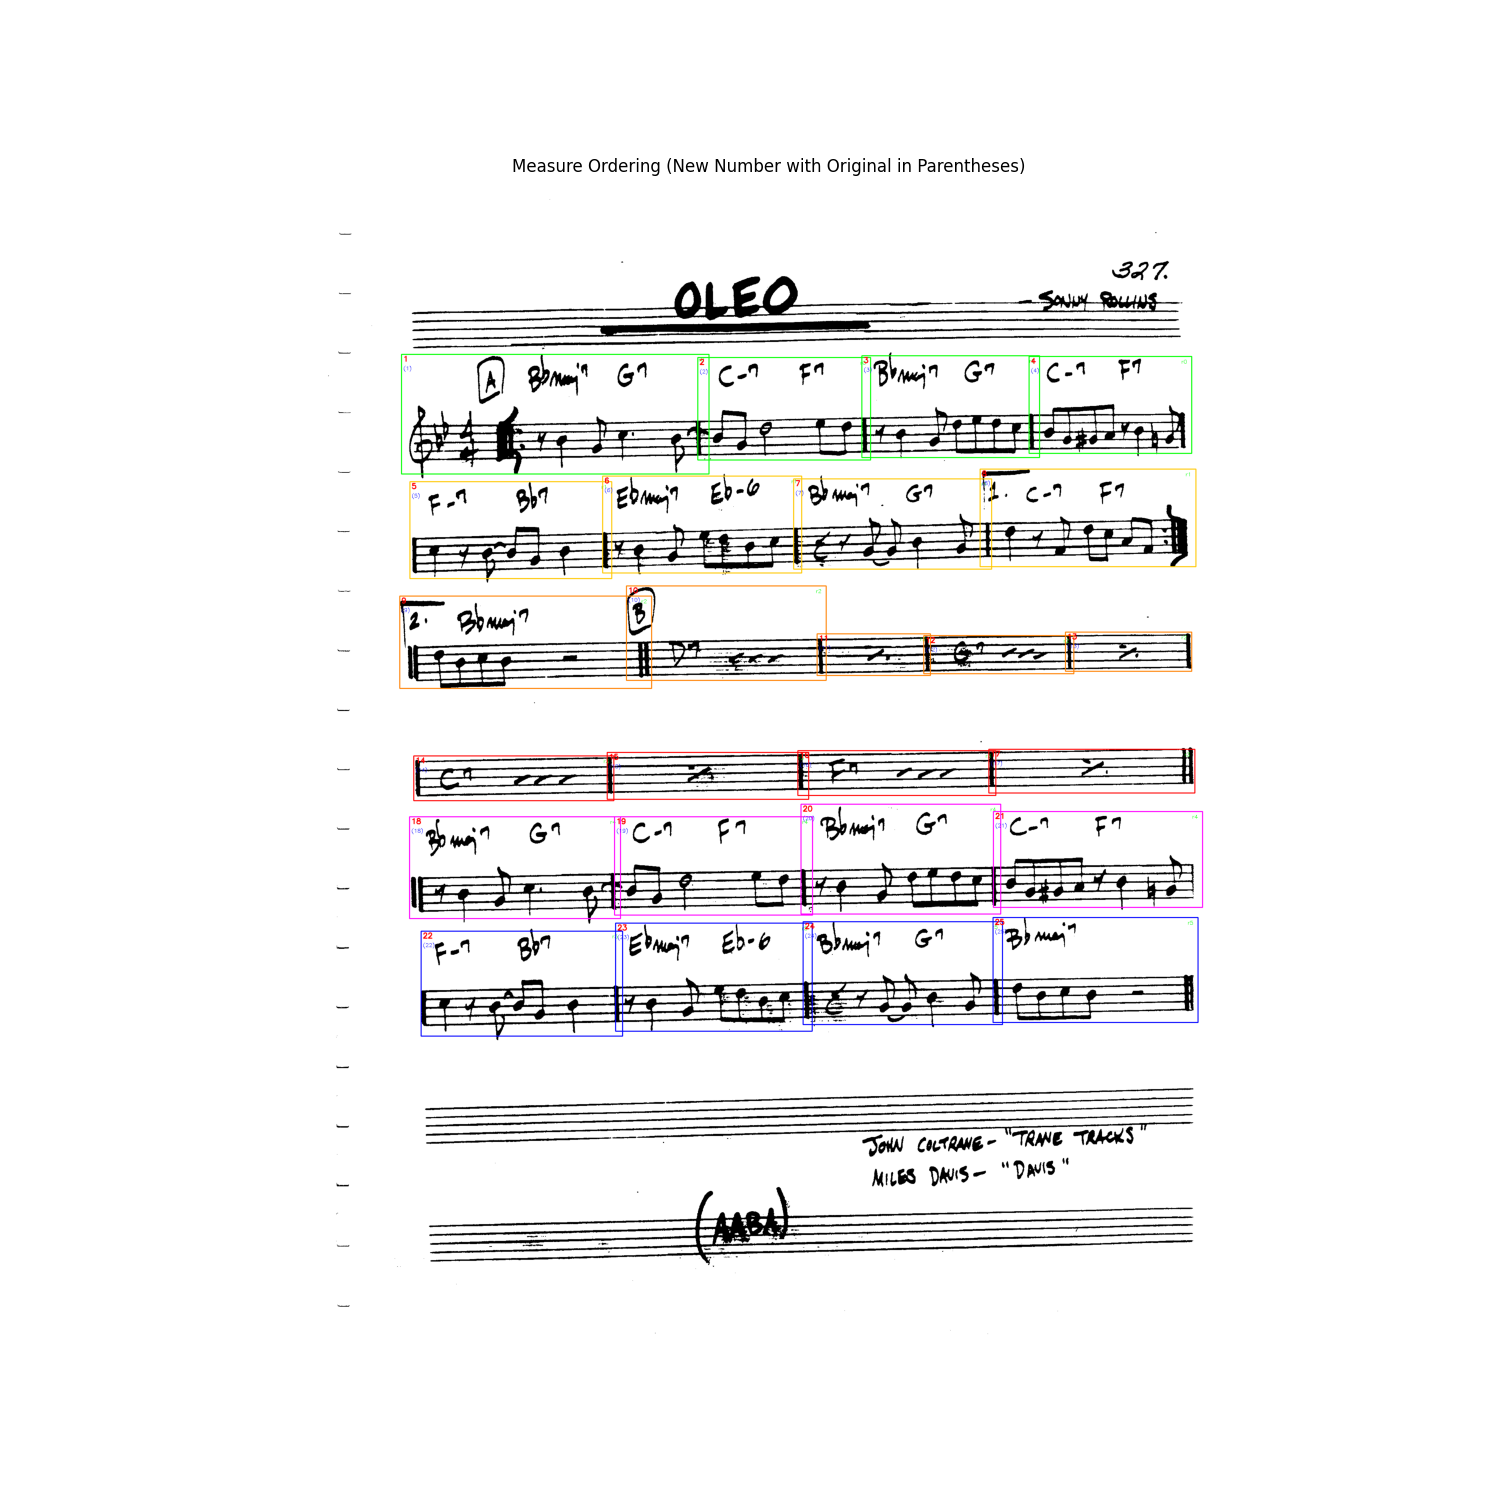 Measure Ordering (New Number with Original in Parentheses)
327.
OLEO
- SONNY ROLLINS
A Bbmaj7 G7 C-7 F7 Bbmaj7 G7 C-7 F7
F-7 Bb7 Ebmaj7 Eb-6 Bbmaj7 G7 1. C-7 F7
2. Bbmaj7 B
D7 G7
C7 F7
Bbmaj7 G7 C-7 F7 Bbmaj7 G7 C-7 F7
F-7 Bb7 Ebmaj7 Eb-6 Bbmaj7 G7 Bbmaj7
JOHN COLTRANE - "TRANE TRACKS"
MILES DAVIS - "DAVIS"
(AABA)